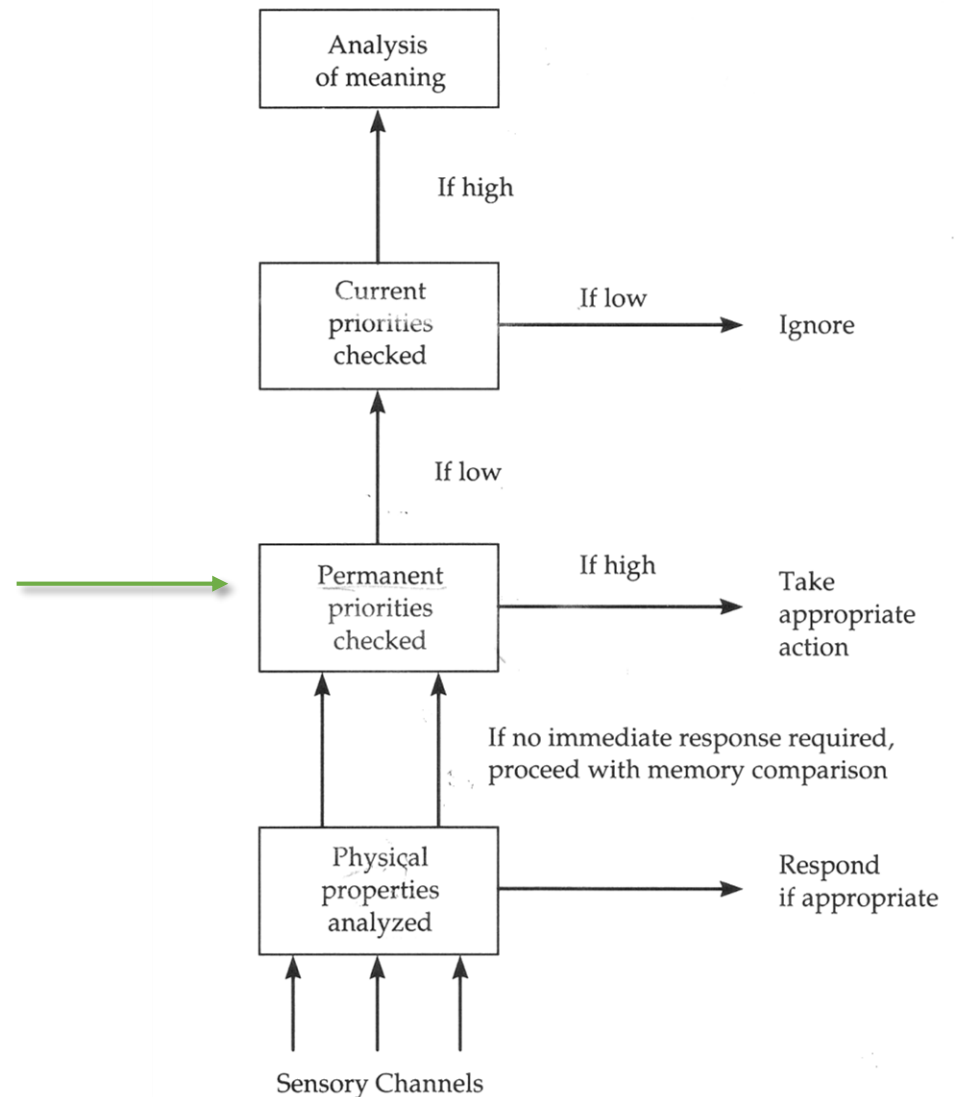 Analysis
of meaning
If high
Current
priorities
checked
If low
Ignore
If low
Permanent
priorities
checked
If high
Take
appropriate
action
If no immediate response required,
proceed with memory comparison
Physical
properties
analyzed
Respond
if appropriate
Sensory Channels